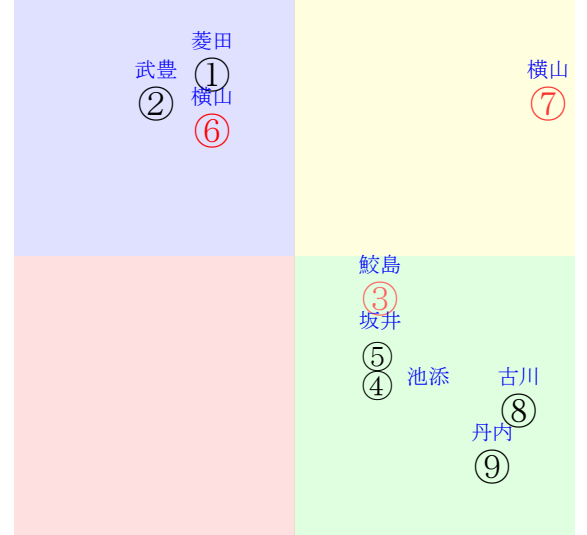 菱田
①
武豊
②
横山
⑥
横山
⑦
鮫島
③
坂井
⑤
④ 池添
古川
⑧
丹内
⑨